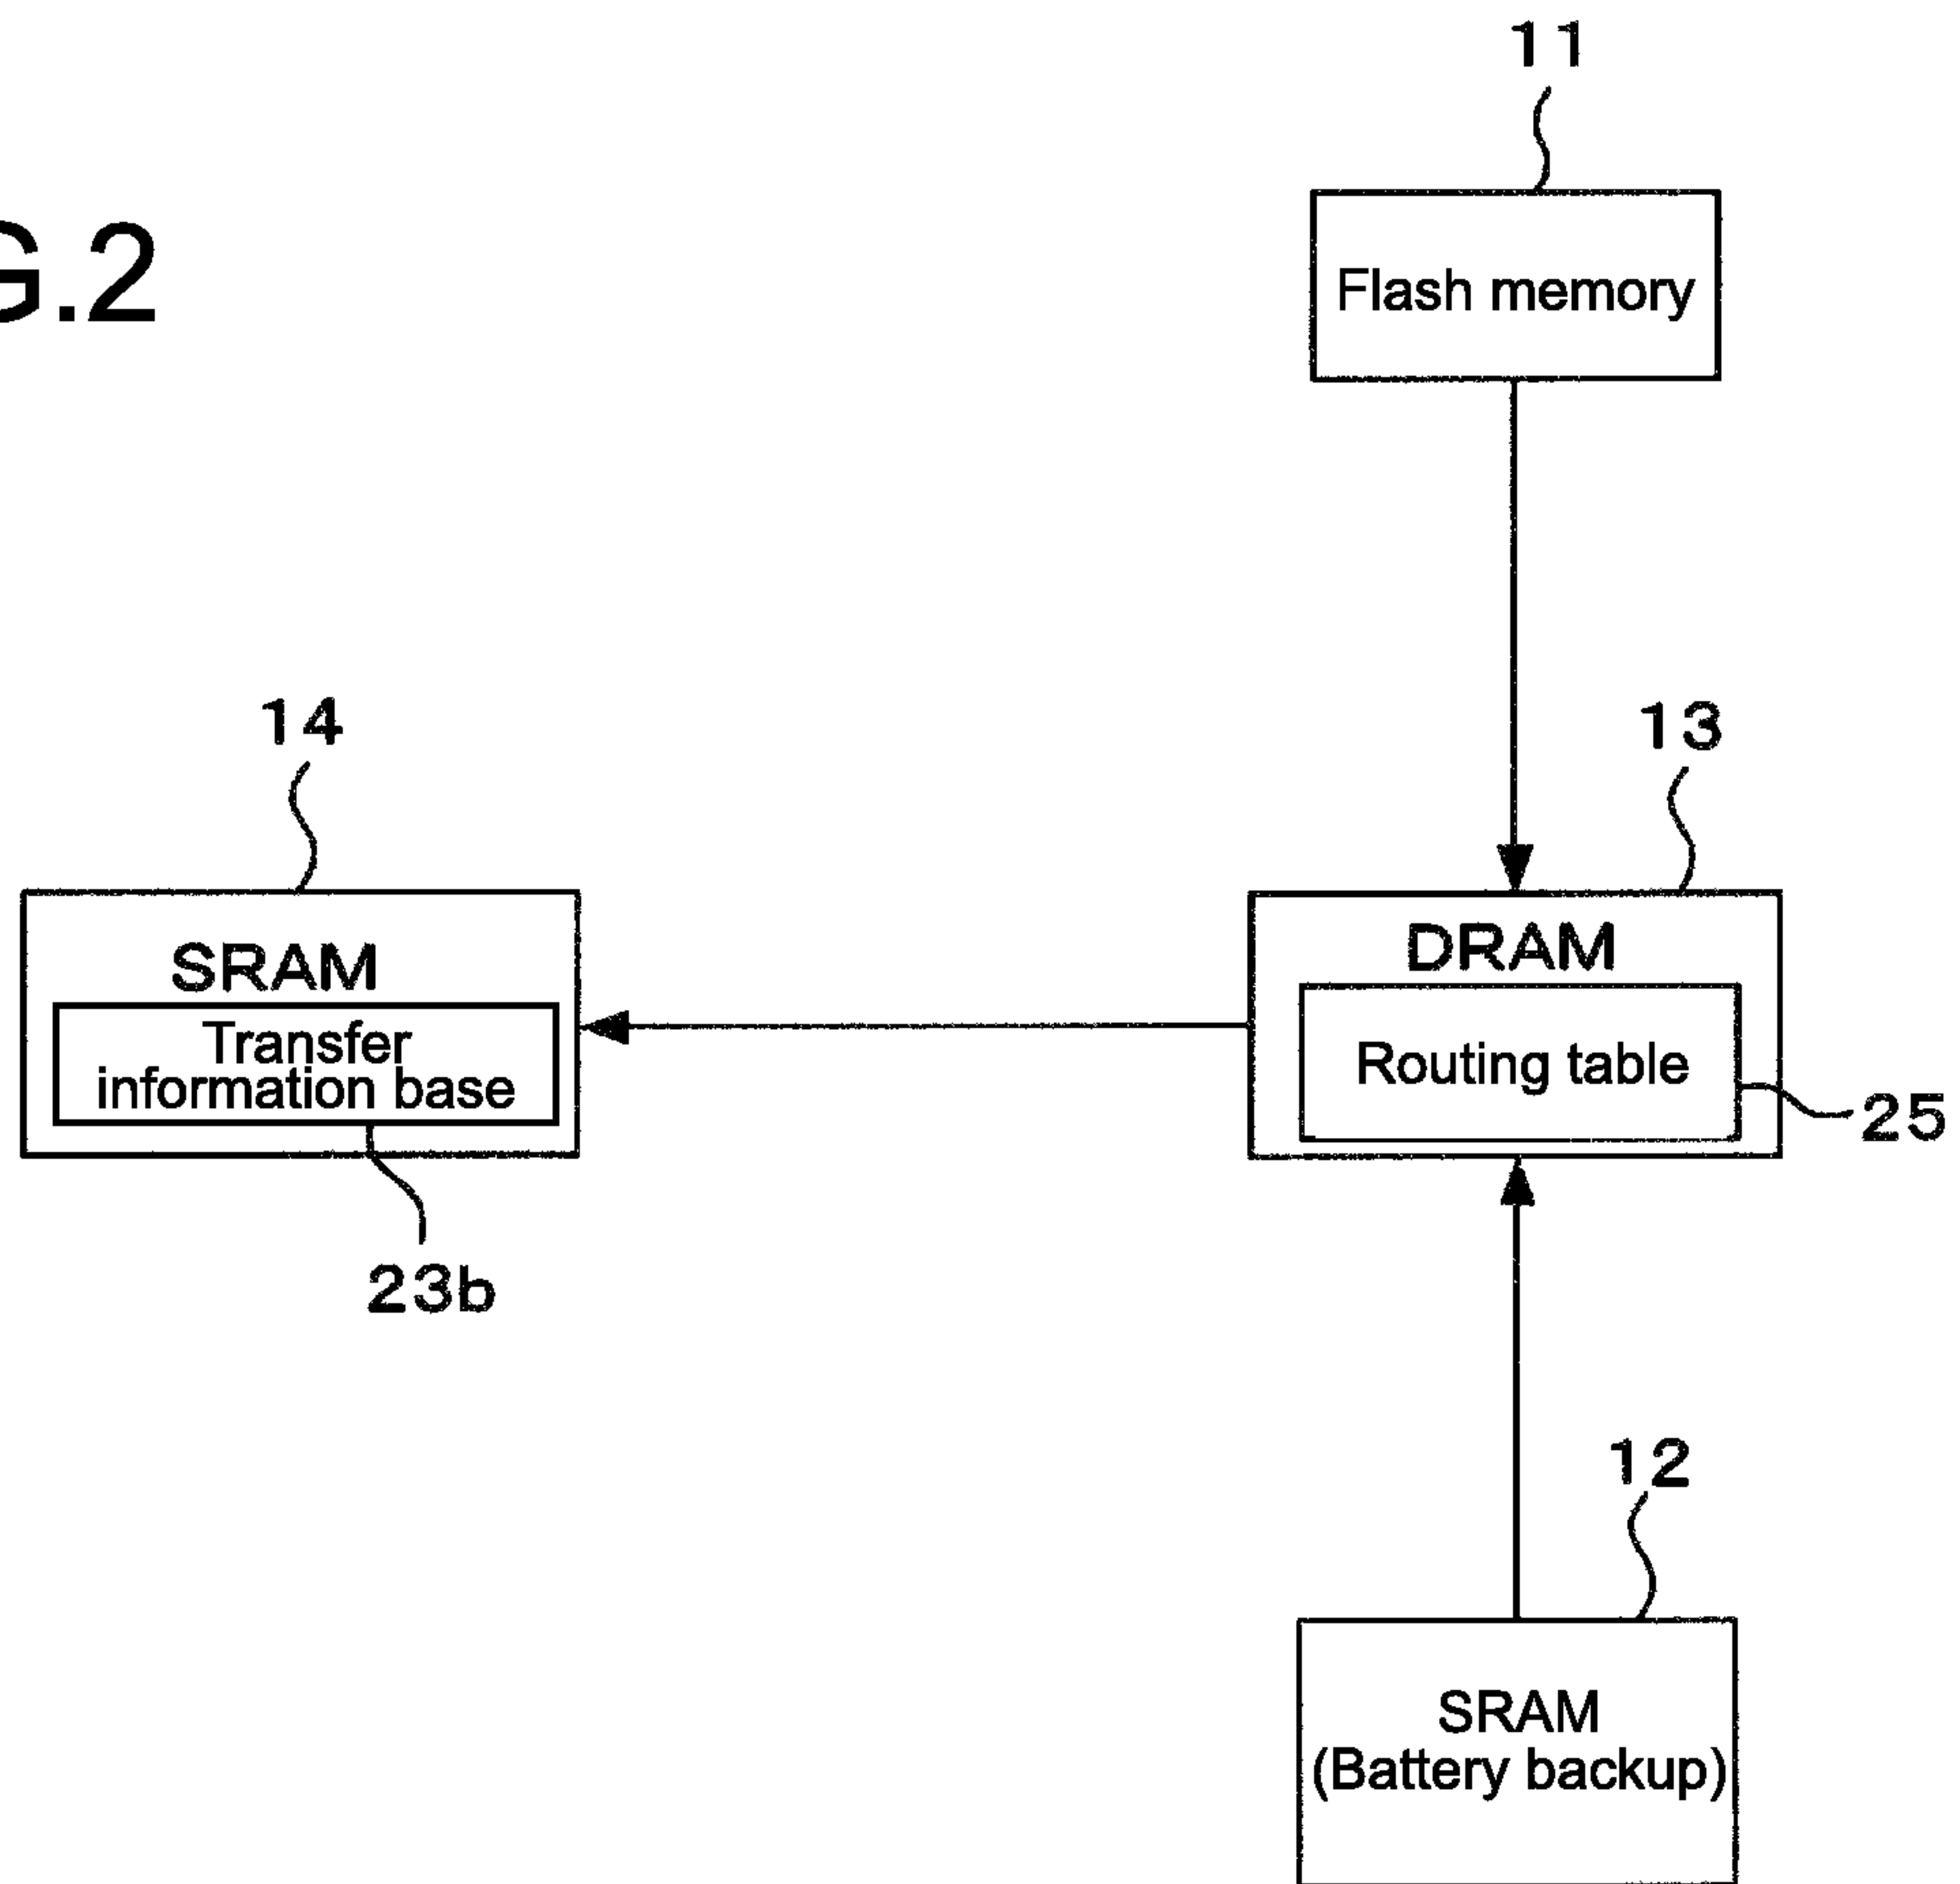 11
G.2
Flash memory
14
13
SRAM
Transfer
information base
DRAM
Routing table
25
23b
12
SRAM
(Battery backup)